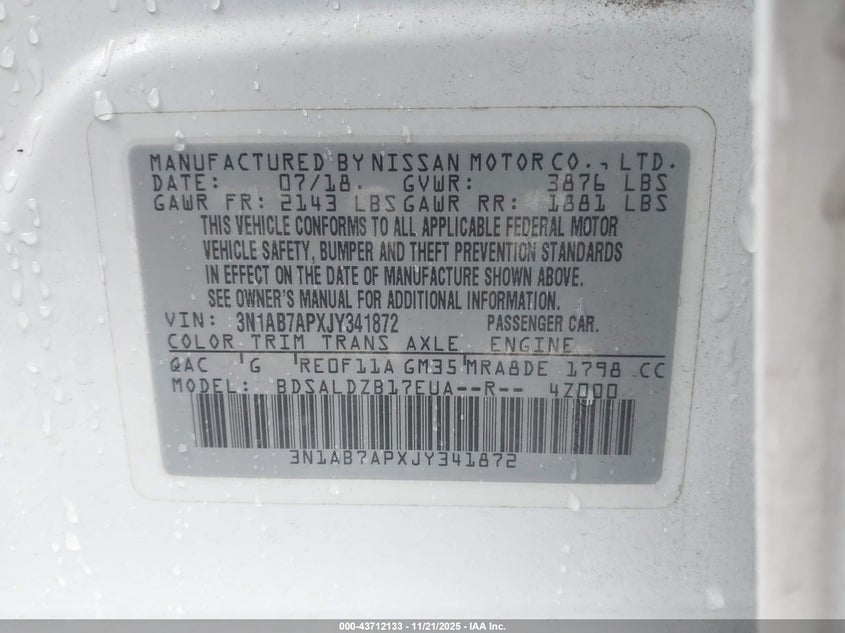 MANUFACTURED BY NISSAN MOTOR CO., LTD.
DATE: 07/18. GVWR: 3876 LBS
GAWR FR: 2143 LBS GAWR RR: 1881 LBS
THIS VEHICLE CONFORMS TO ALL APPLICABLE FEDERAL MOTOR
VEHICLE SAFETY, BUMPER AND THEFT PREVENTION STANDARDS
IN EFFECT ON THE DATE OF MANUFACTURE SHOWN ABOVE.
SEE OWNER'S MANUAL FOR ADDITIONAL INFORMATION.
VIN: 3N1AB7APXJY341872 PASSENGER CAR.
COLOR TRIM TRANS AXLE ENGINE
QAC G RE0F11A GM35 MRA8DE 1798 CC
MODEL: BDSALDZB17EUA--R-- 4Z000
3N1AB7APXJY341872
000-43712133 - 11/21/2025 - IAA Inc.